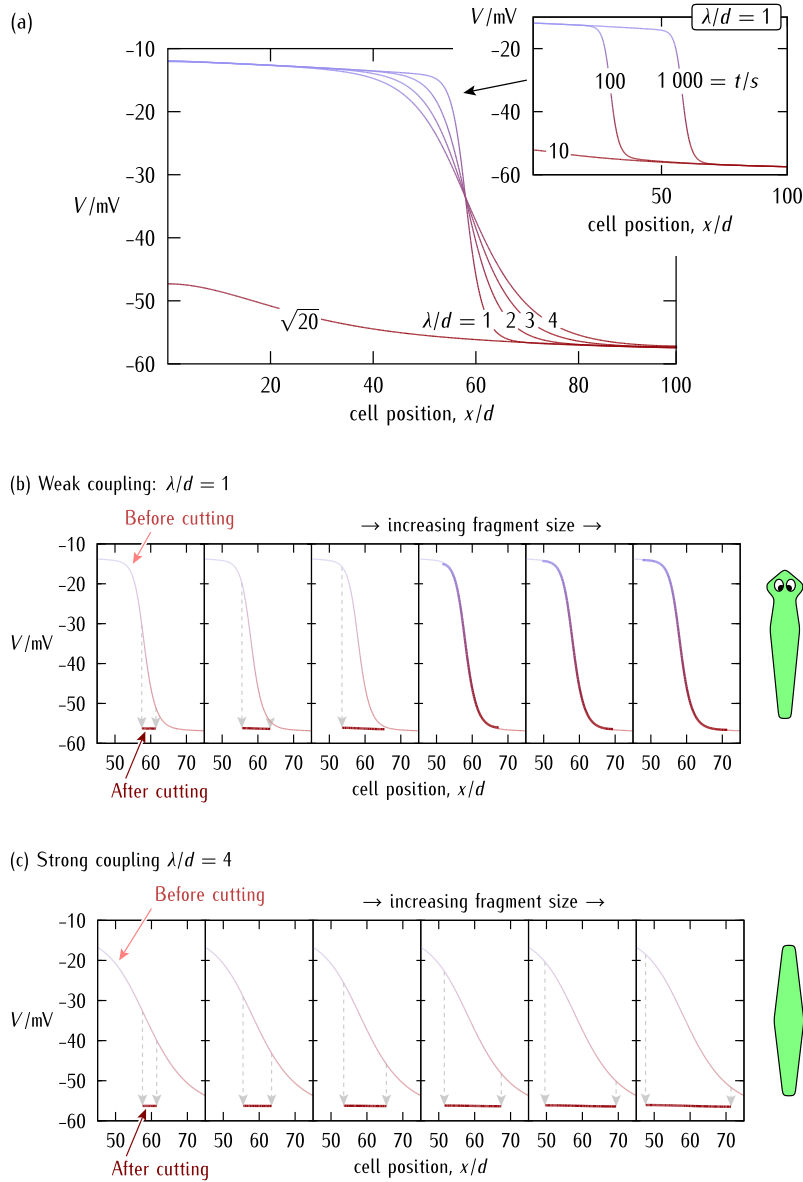 (a)
V/mV
λ/d = 1
−10
−20
−30
−40
−50
−60
V/mV
−20
−40
−60
100
1 000 = t/s
10
50
100
cell position, x/d
√20
λ/d = 1
2
3
4
20
40
60
80
100
cell position, x/d
(b) Weak coupling: λ/d = 1
Before cutting
→ increasing fragment size →
−10
−20
−30
−40
−50
−60
V/mV
50 60 70 50 60 70 50 60 70 50 60 70 50 60 70 50 60 70
After cutting
cell position, x/d
(c) Strong coupling λ/d = 4
Before cutting
→ increasing fragment size →
−10
−20
−30
−40
−50
−60
V/mV
50 60 70 50 60 70 50 60 70 50 60 70 50 60 70 50 60 70
After cutting
cell position, x/d